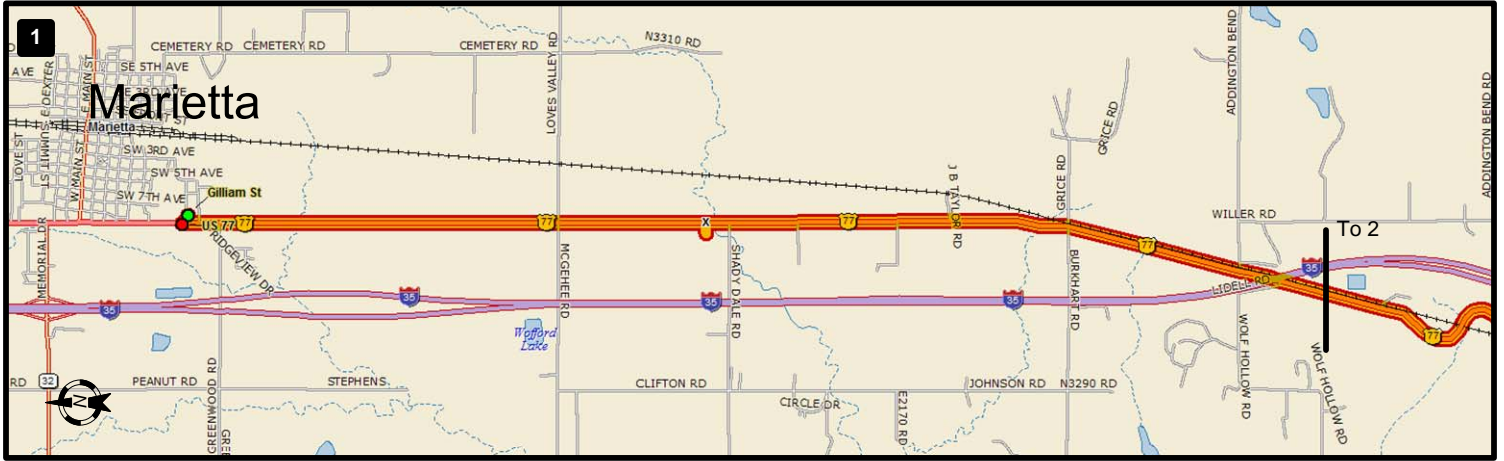 1
CEMETERY RD
CEMETERY RD
CEMETERY RD
N3310 RD
AVE
SE 5TH AVE
Marietta
Marietta
E MAIN ST
E DEXTER
SUMMIT ST
LOVE ST
W MAIN ST
SW 3RD AVE
SW 5TH AVE
SW 7TH AVE
Gilliam St
US 77
77
77
X
77
77
77
RIDGEVIEW DR
MEMORIAL DR
LOVES VALLEY RD
MCGEHEE RD
SHADY DALE RD
J B TAYLOR RD
GRICE RD
GRICE RD
BURKHART RD
ADDINGTON BEND
ADDINGTON BEND RD
WILLER RD
To 2
LIDELL RD
35
35
35
35
35
Wofford
Lake
WOLF HOLLOW RD
WOLF HOLLOW RD
RD
32
N
PEANUT RD
STEPHENS
GREENWOOD RD
GREE
CLIFTON RD
CIRCLE DR
E2170 RD
JOHNSON RD
N3290 RD